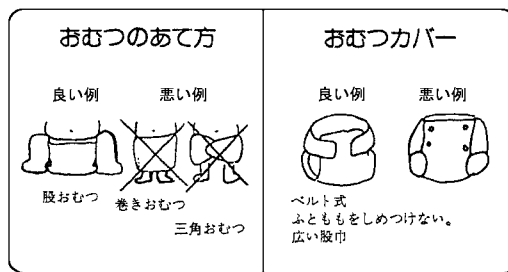 おむつのあて方
良い例
悪い例
股おむつ
巻きおむつ
三角おむつ
おむつカバー
良い例
悪い例
ベルト式
ふとももをしめつけない。
広い股巾